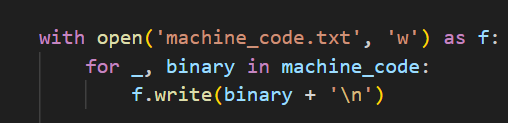 with open('machine_code.txt', 'w') as f:
    for _, binary in machine_code:
        f.write(binary + '\n')